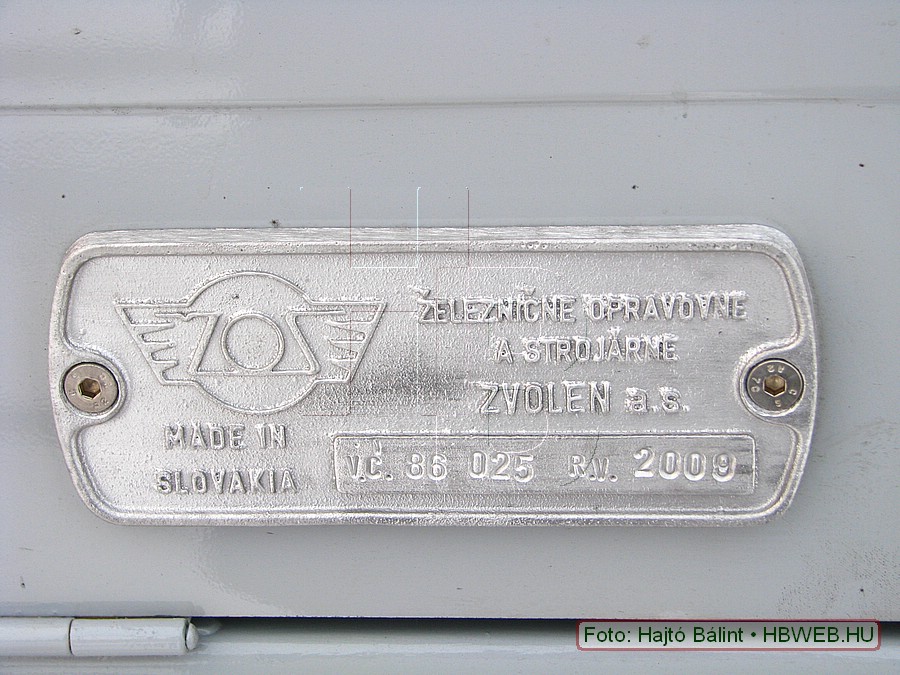 ŽELEZNIČNÉ OPRAVOVNE
A STROJÁRNE
ZVOLEN a.s.
MADE IN
SLOVAKIA
V.Č. 86 025 R.V. 2009
Foto: Hajtó Bálint • HBWEB.HU